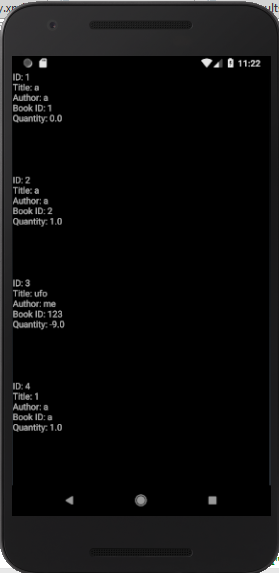 y.xm
ults
11:22
ID: 1
Title: a
Author: a
Book ID: 1
Quantity: 0.0
ID: 2
Title: a
Author: a
Book ID: 2
Quantity: 1.0
ID: 3
Title: ufo
Author: me
Book ID: 123
Quantity: -9.0
ID: 4
Title: 1
Author: a
Book ID: a
Quantity: 1.0